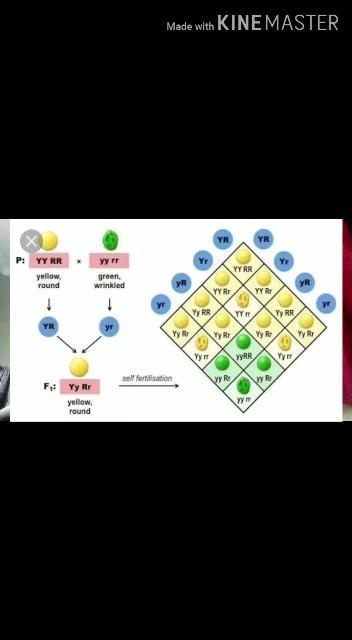 Made with KINEMASTER
P: YY RR x yy rr
yellow, round
green, wrinkled
YR yr
F1: Yy Rr
yellow, round
self fertilisation
YR YR
Yr Yr
yR yR
yr yr
YY RR
YY Rr YY Rr
Yy RR YY rr Yy RR
Yy Rr Yy Rr Yy Rr Yy Rr
Yy rr yyRR Yy rr
yy Rr yy Rr
yy rr